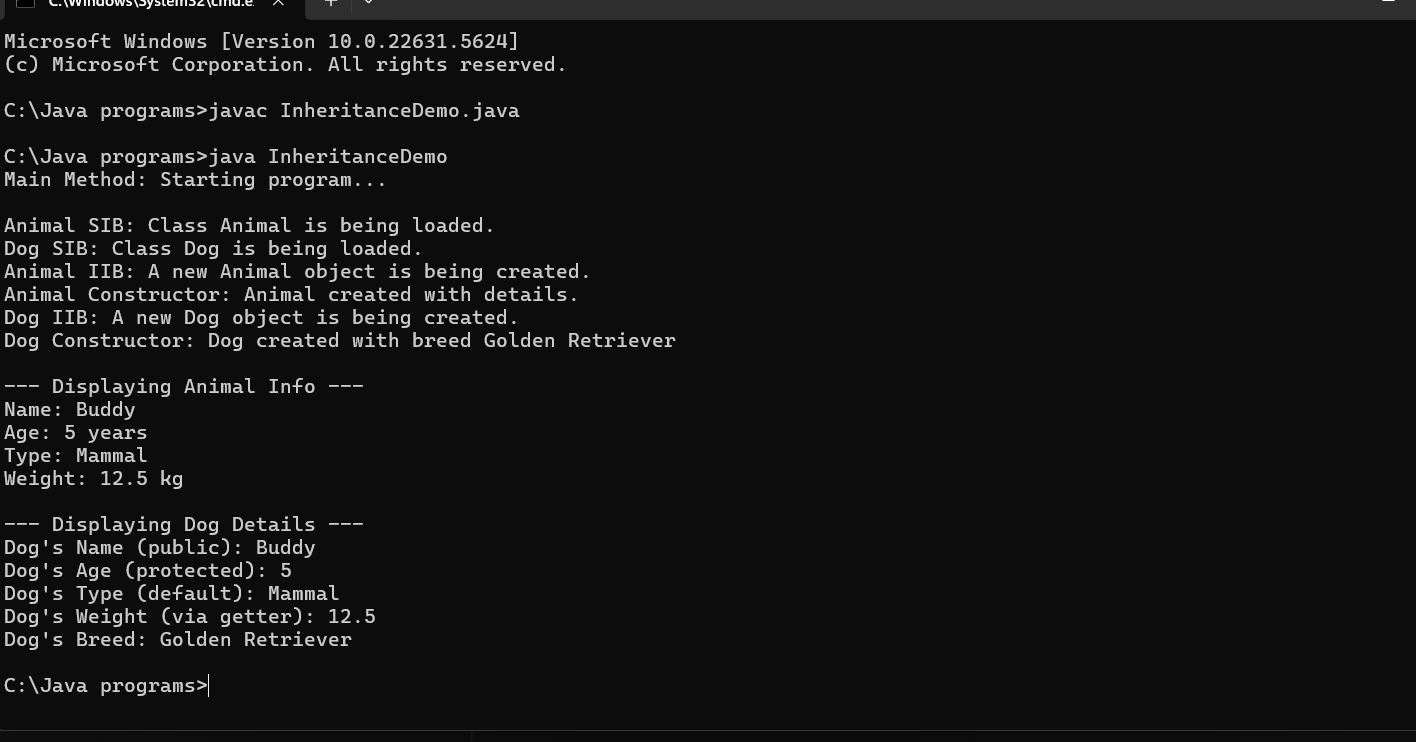 C:\Windows\System32\cmd.e
Microsoft Windows [Version 10.0.22631.5624]
(c) Microsoft Corporation. All rights reserved.
C:\Java programs>javac InheritanceDemo.java
C:\Java programs>java InheritanceDemo
Main Method: Starting program...
Animal SIB: Class Animal is being loaded.
Dog SIB: Class Dog is being loaded.
Animal IIB: A new Animal object is being created.
Animal Constructor: Animal created with details.
Dog IIB: A new Dog object is being created.
Dog Constructor: Dog created with breed Golden Retriever
--- Displaying Animal Info ---
Name: Buddy
Age: 5 years
Type: Mammal
Weight: 12.5 kg
--- Displaying Dog Details ---
Dog's Name (public): Buddy
Dog's Age (protected): 5
Dog's Type (default): Mammal
Dog's Weight (via getter): 12.5
Dog's Breed: Golden Retriever
C:\Java programs>